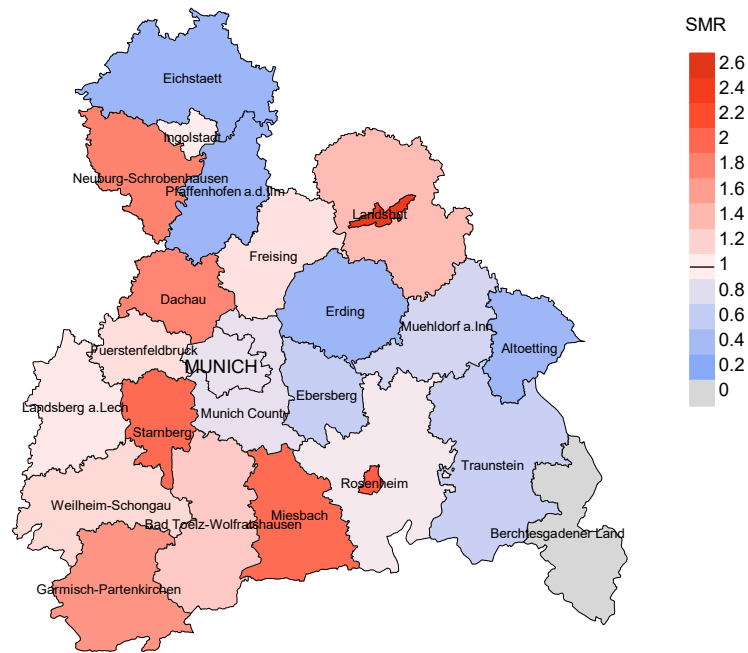 SMR
2.6
2.4
2.2
2
1.8
1.6
1.4
1.2
1
0.8
0.6
0.4
0.2
0
Eichstaett
Ingolstadt
Neuburg-Schrobenhausen
Pfaffenhofen a.d.Ilm
Landshut
Freising
Dachau
Erding
Muehldorf a.Inn
Altoetting
Fuerstenfeldbruck
MUNICH
Ebersberg
Landsberg a.Lech
Munich County
Starnberg
Traunstein
Rosenheim
Weilheim-Schongau
Miesbach
Bad Toelz-Wolfratshausen
Berchtesgadener Land
Garmisch-Partenkirchen